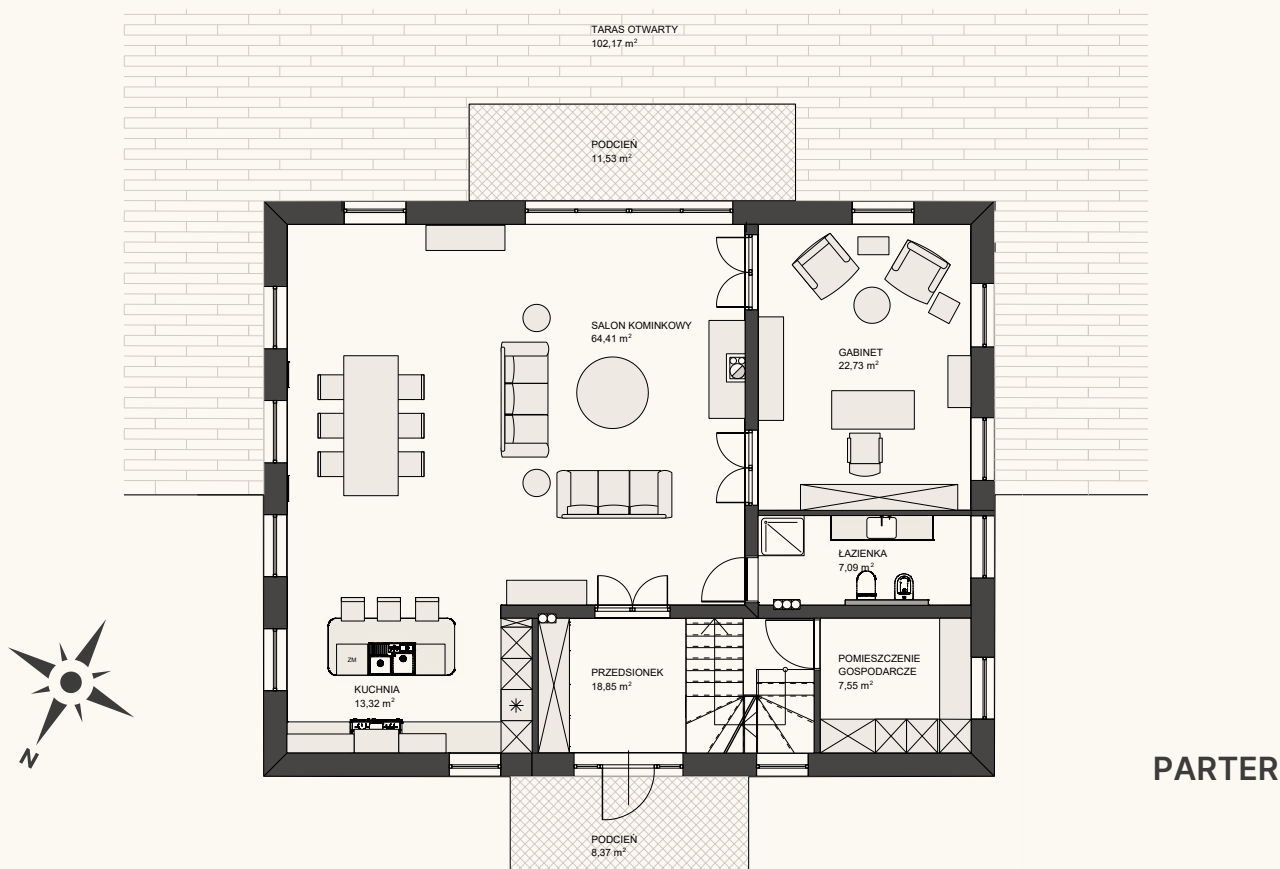 TARAS OTWARTY
102,17 m²
PODCIEŃ
11,53 m²
SALON KOMINKOWY
64,41 m²
GABINET
22,73 m²
ŁAZIENKA
7,09 m²
ZM
KUCHNIA
13,32 m²
PRZEDSIONEK
18,85 m²
POMIESZCZENIE
GOSPODARCZE
7,55 m²
N
PARTER
PODCIEŃ
8,37 m²